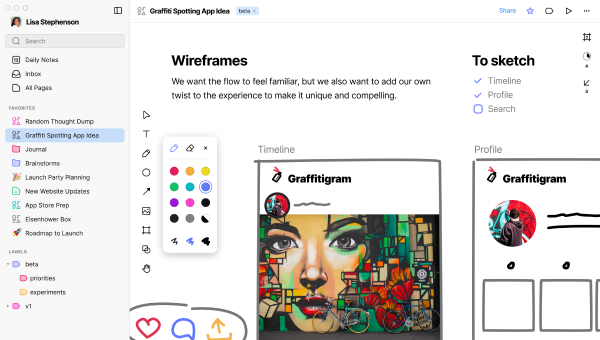 Lisa Stephenson
Search
Daily Notes
Inbox
All Pages
FAVORITES
Random Thought Dump
Graffiti Spotting App Idea
Journal
Brainstorms
Launch Party Planning
New Website Updates
App Store Prep
Eisenhower Box
Roadmap to Launch
LABELS
beta
priorities
experiments
v1
Graffiti Spotting App Idea
beta ×
Share
Wireframes
We want the flow to feel familiar, but we also want to add our own
twist to the experience to make it unique and compelling.
To sketch
Timeline
Profile
Search
4
3
Timeline
Graffitigram
Profile
Graffitigram
0
0